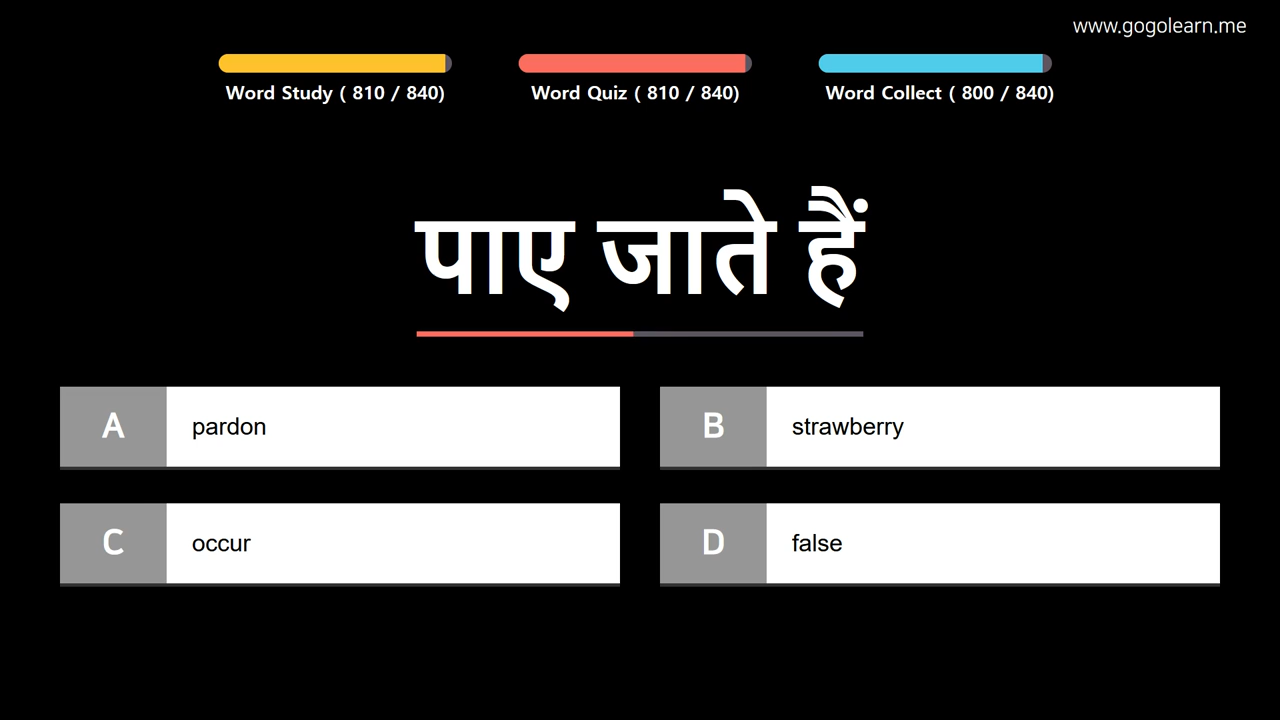 www.gogolearn.me
Word Study ( 810 / 840)
Word Quiz ( 810 / 840)
Word Collect ( 800 / 840)
पाए जाते हैं
A pardon
B strawberry
C occur
D false